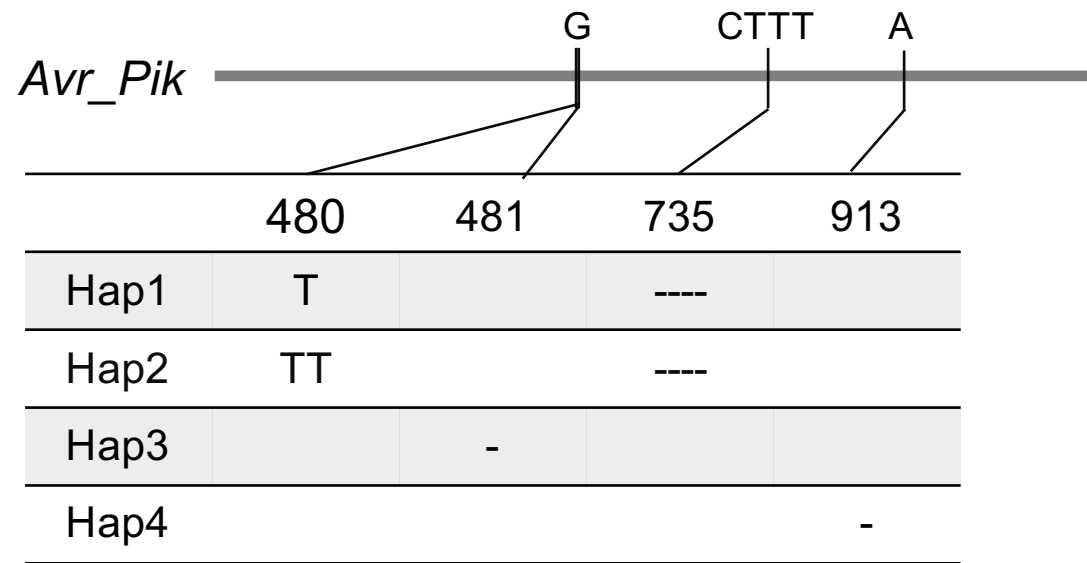 G CTTT A
Avr_Pik
480 481 735 913
Hap1 T ----
Hap2 TT ----
Hap3 -
Hap4 -